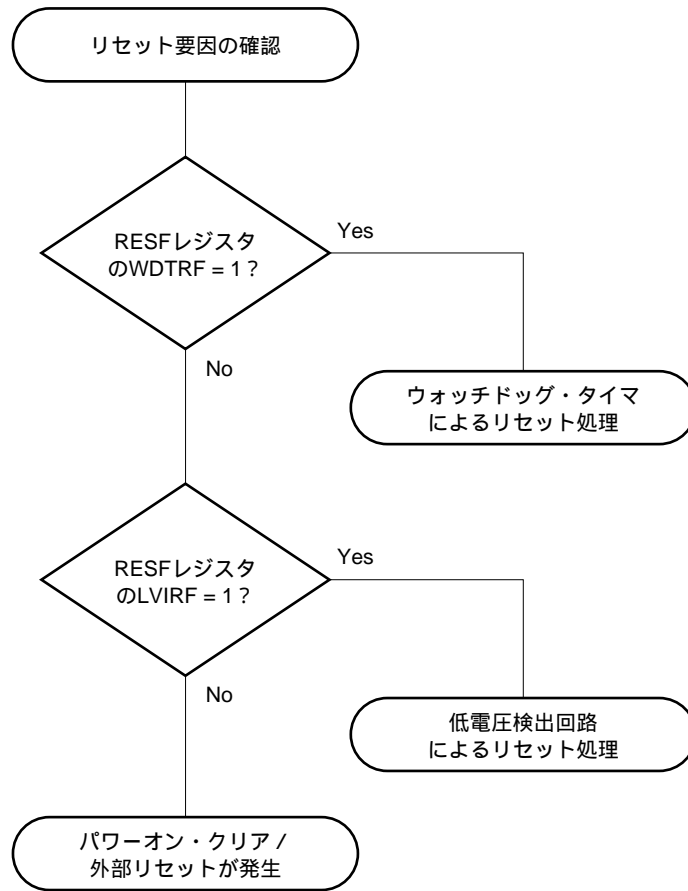 リセット要因の確認
RESFレジスタ
のWDTRF = 1？
Yes
No
ウォッチドッグ・タイマ
によるリセット処理
RESFレジスタ
のLVIRF = 1？
Yes
No
低電圧検出回路
によるリセット処理
パワーオン・クリア /
外部リセットが発生